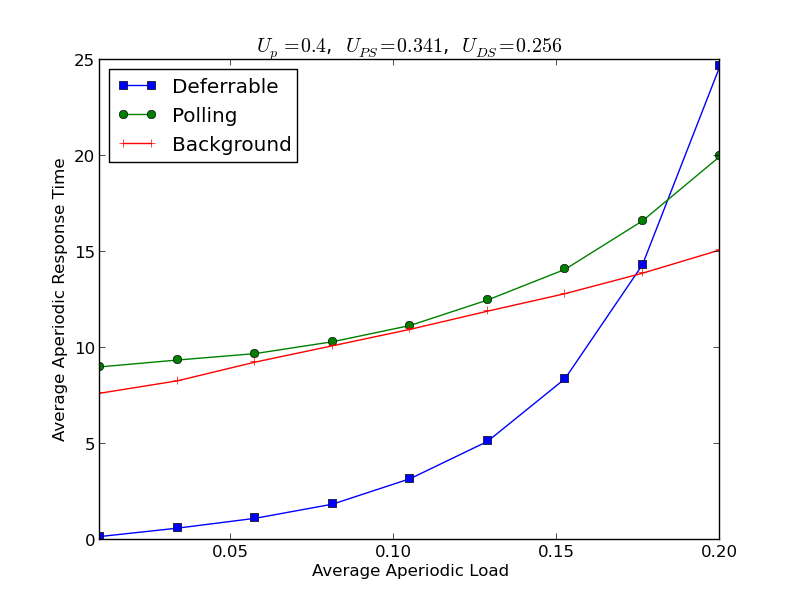 U_p=0.4, U_PS=0.341, U_DS=0.256
Deferrable
Polling
Background
Average Aperiodic Response Time
25
20
15
10
5
0
0.05 0.10 0.15 0.20
Average Aperiodic Load